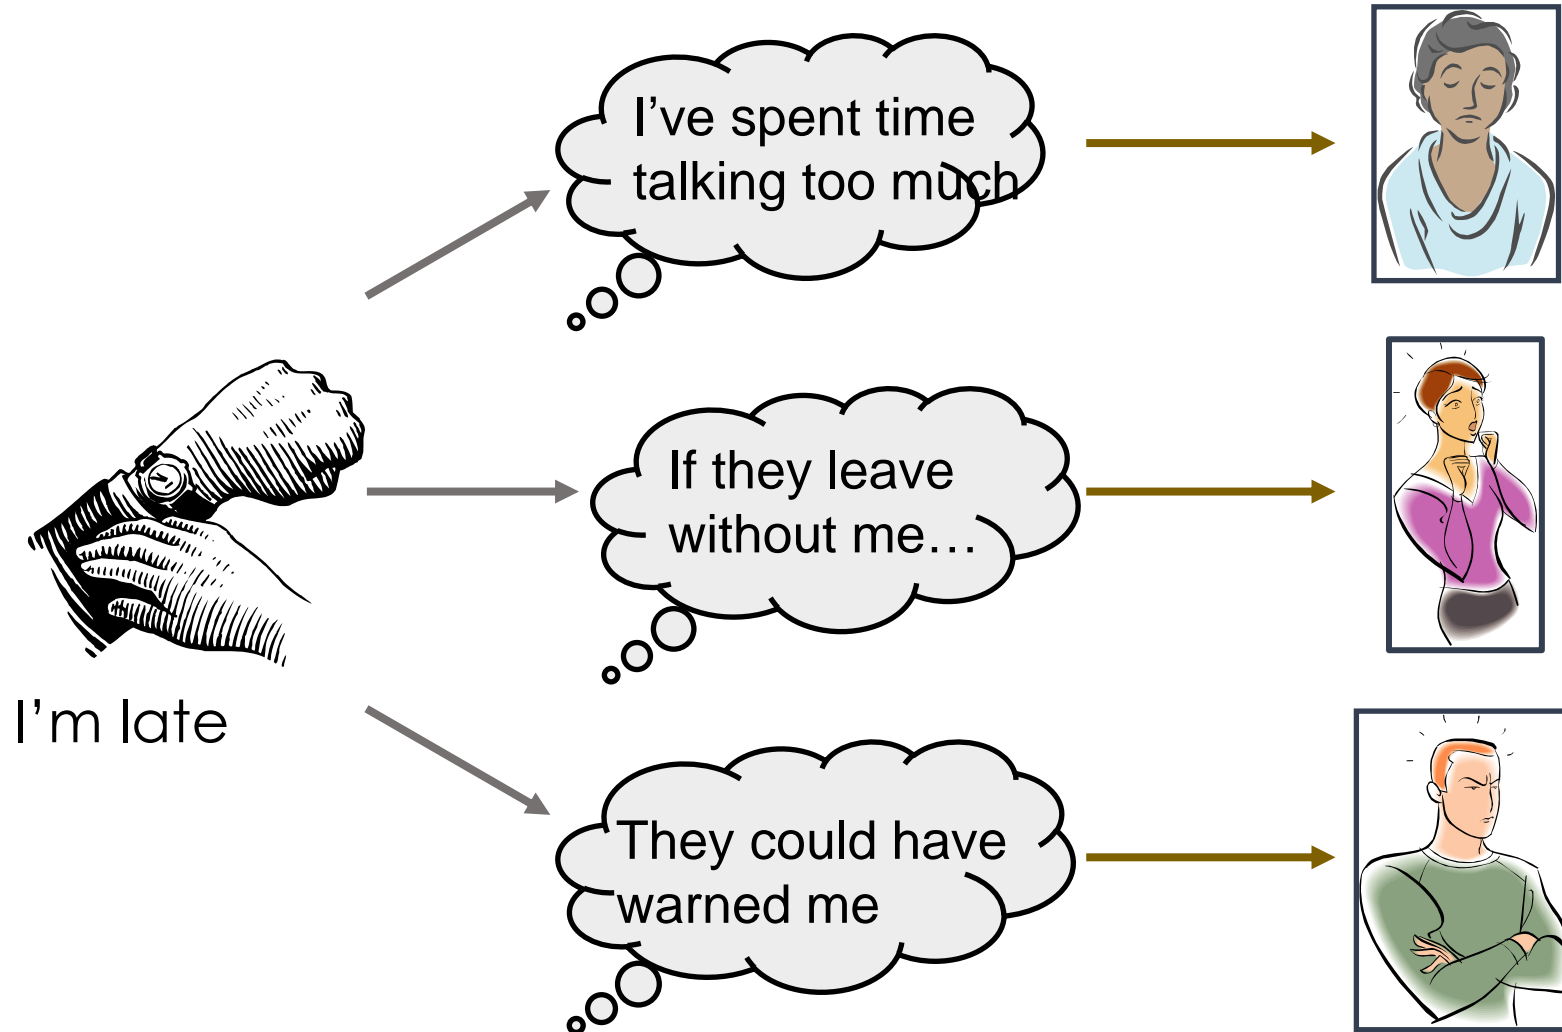 I’ve spent time
talking too much
If they leave
without me…
I’m late
They could have
warned me